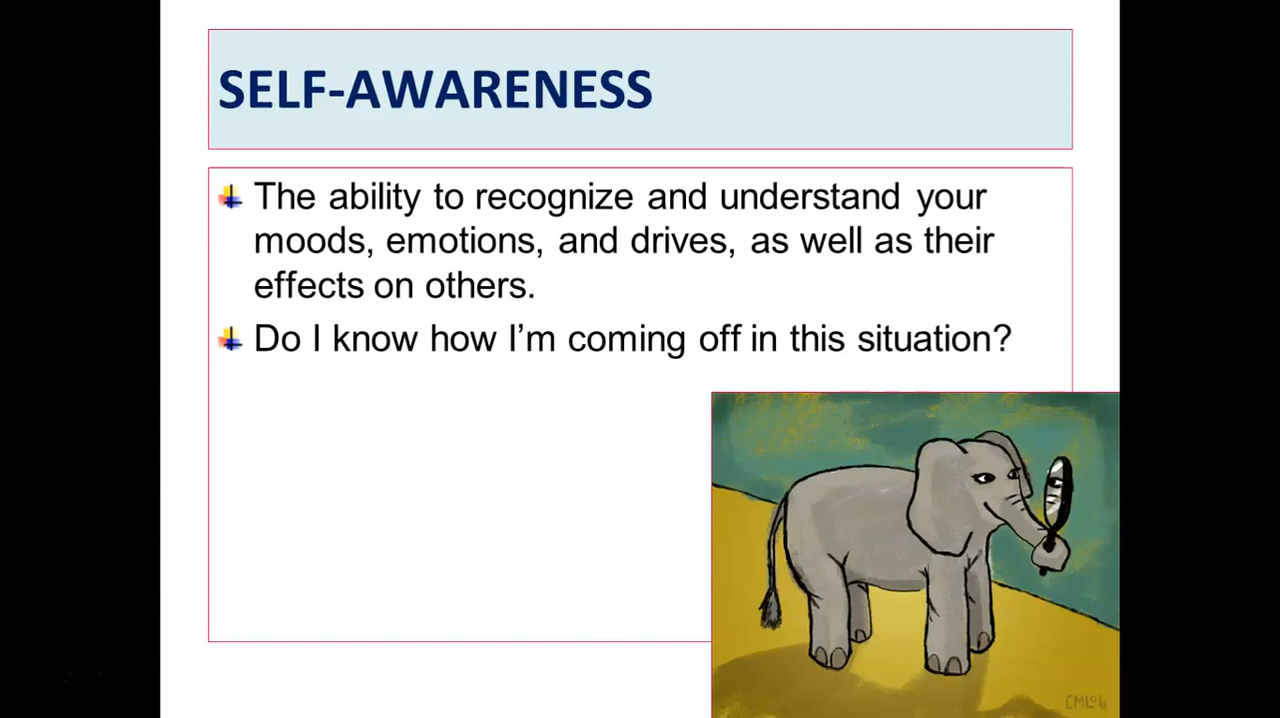 SELF-AWARENESS
The ability to recognize and understand your
moods, emotions, and drives, as well as their
effects on others.
Do I know how I’m coming off in this situation?
CML06